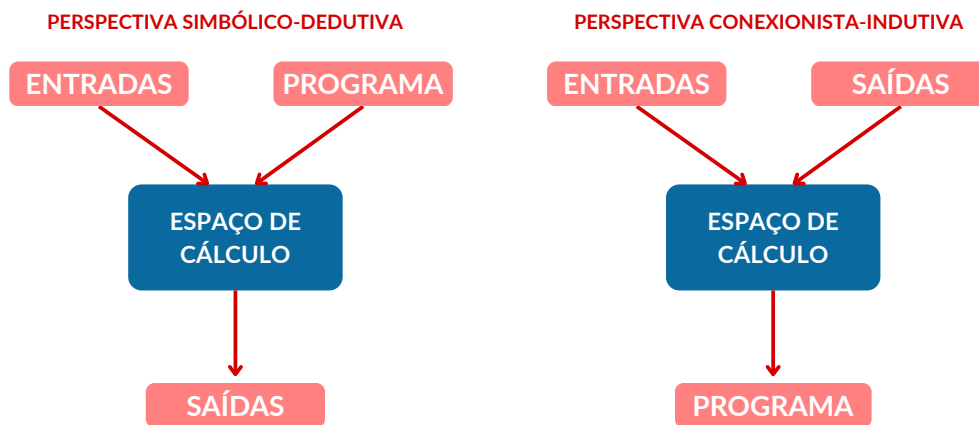 PERSPECTIVA SIMBÓLICO-DEDUTIVA
ENTRADAS
PROGRAMA
ESPAÇO DE
CÁLCULO
SAÍDAS
PERSPECTIVA CONEXIONISTA-INDUTIVA
ENTRADAS
SAÍDAS
ESPAÇO DE
CÁLCULO
PROGRAMA